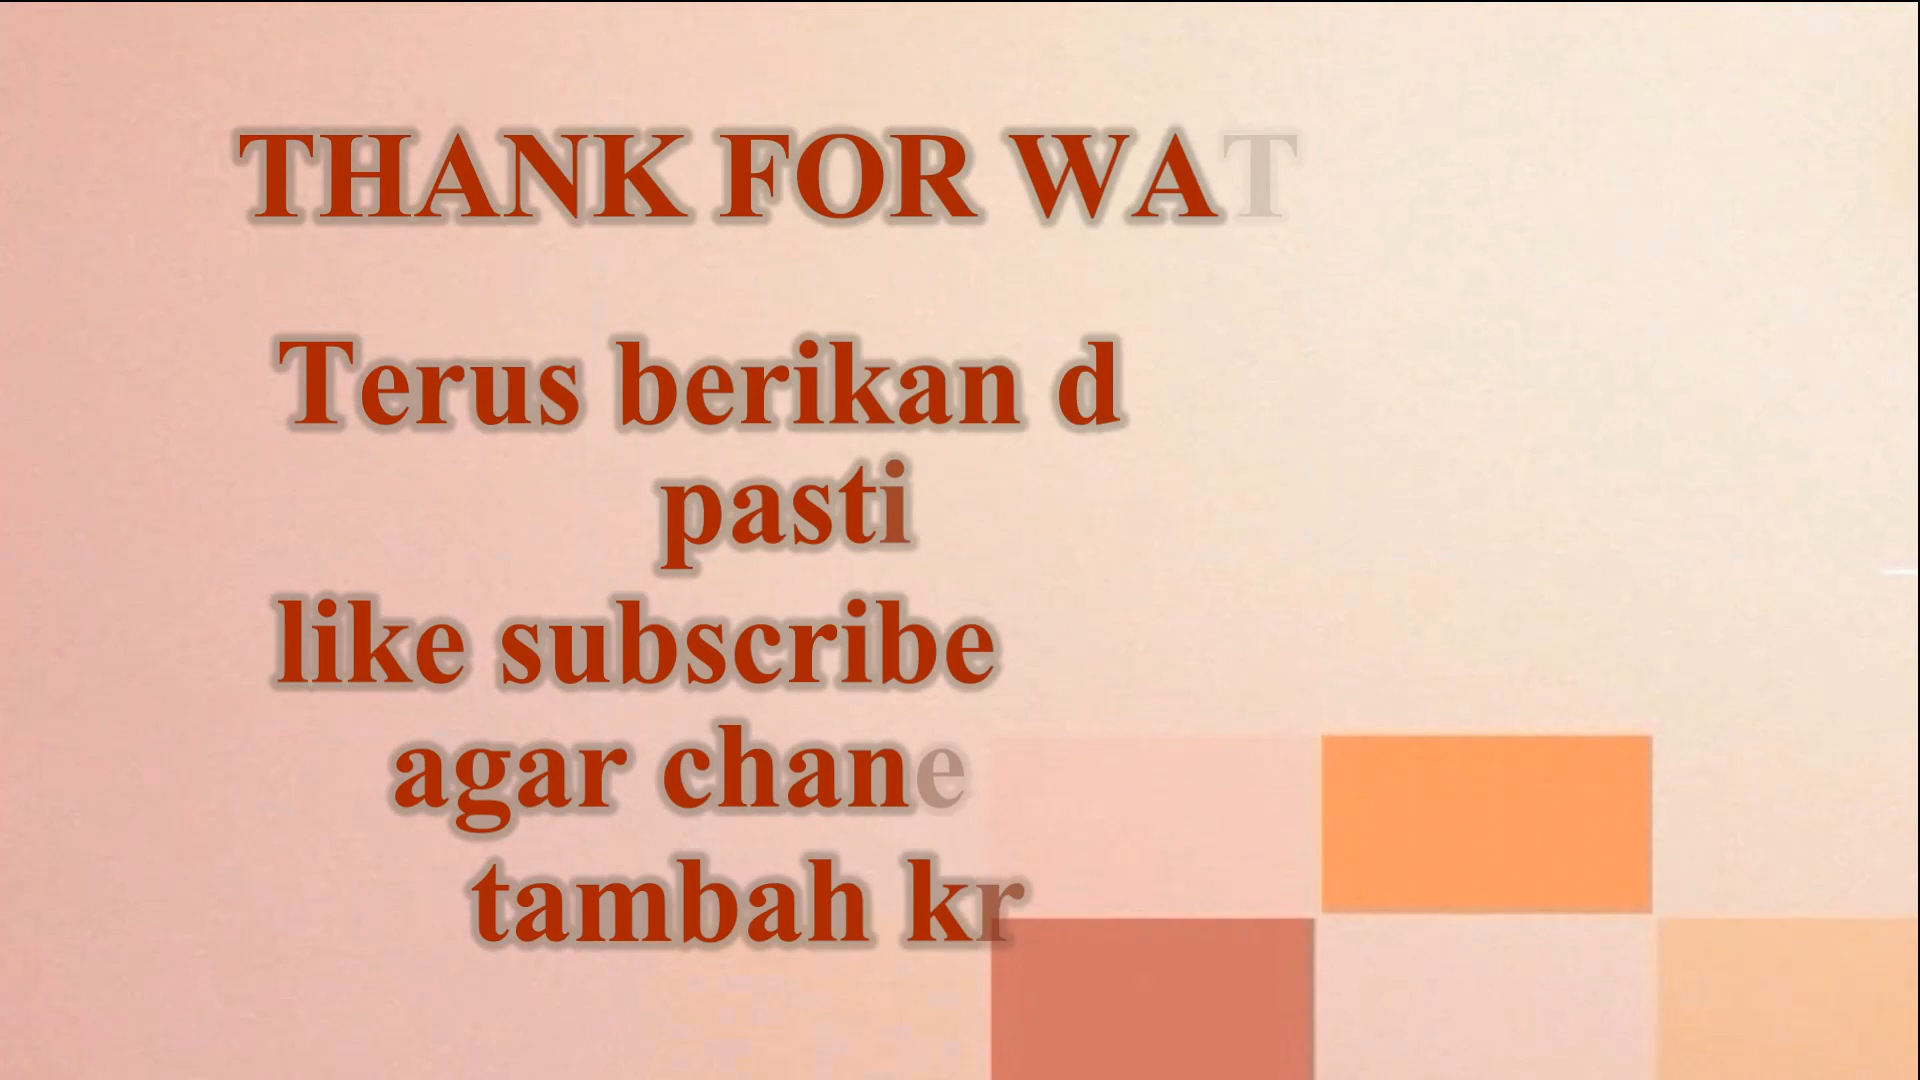 THANK FOR WAT
Terus berikan d
pasti
like subscribe
agar chane
tambah kr